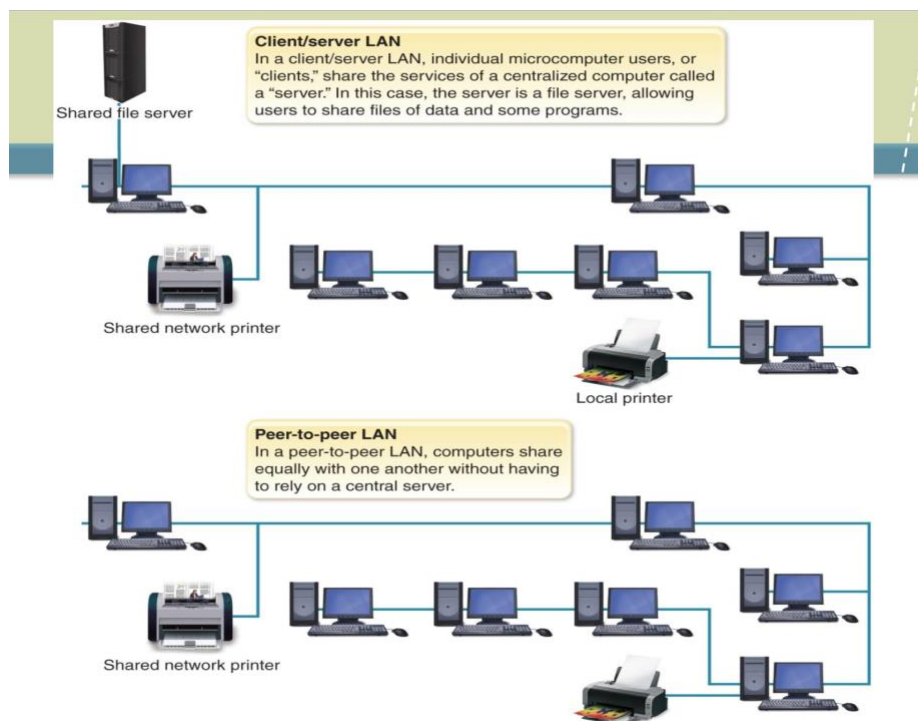 Client/server LAN
In a client/server LAN, individual microcomputer users, or
“clients,” share the services of a centralized computer called
a “server.” In this case, the server is a file server, allowing
users to share files of data and some programs.
Shared file server
Shared network printer
Local printer
Peer-to-peer LAN
In a peer-to-peer LAN, computers share
equally with one another without having
to rely on a central server.
Shared network printer